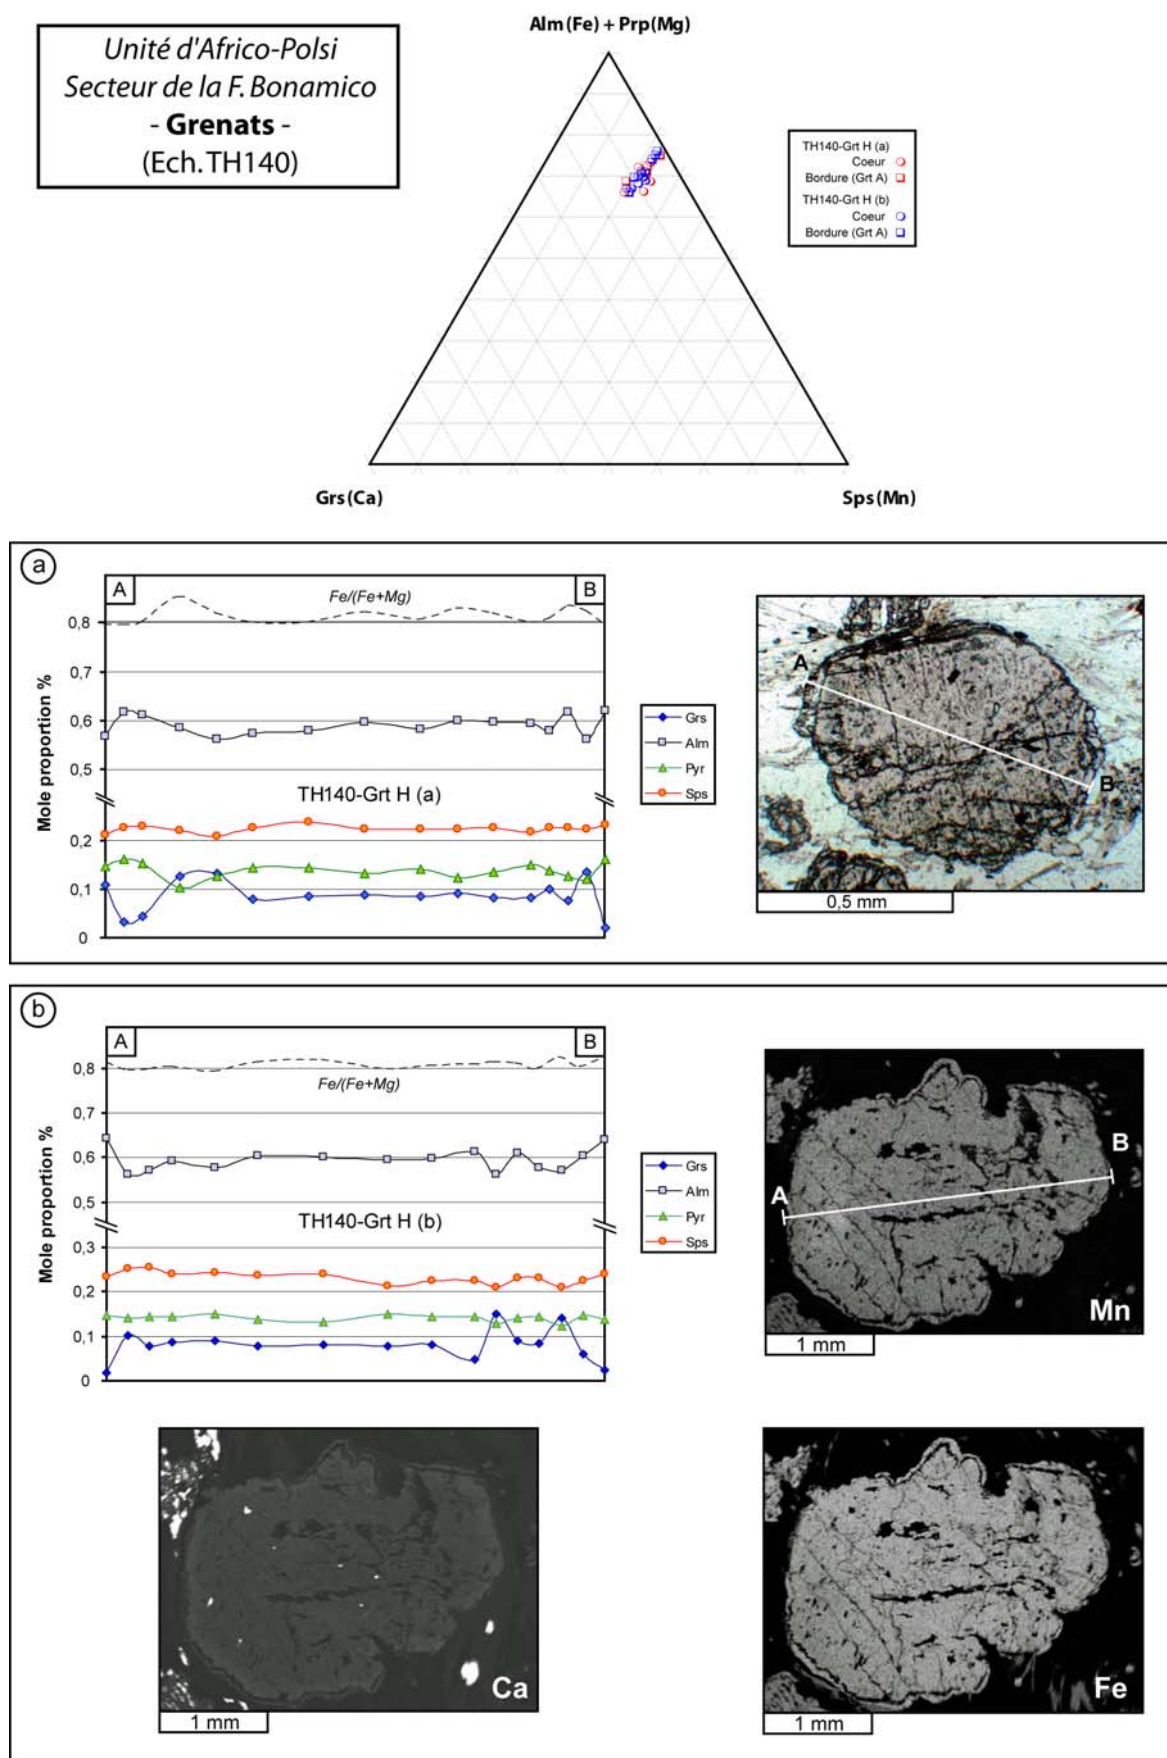 Unité d'Africo-Polsi
Secteur de la F. Bonamico
- Grenats -
(Ech. TH140)
Alm (Fe) + Prp(Mg)
Grs (Ca)
Sps (Mn)
TH140-Grt H (a)
Coeur
Bordure (Grt A)
TH140-Grt H (b)
Coeur
Bordure (Grt A)
a
A
B
Fe/(Fe+Mg)
0,8
0,7
0,6
0,5
0,2
0,1
0
Mole proportion %
TH140-Grt H (a)
Grs
Alm
Pyr
Sps
A
B
0,5 mm
b
A
B
Fe/(Fe+Mg)
0,8
0,7
0,6
0,5
0,3
0,2
0,1
0
Mole proportion %
TH140-Grt H (b)
Grs
Alm
Pyr
Sps
A
B
Mn
1 mm
Ca
1 mm
Fe
1 mm